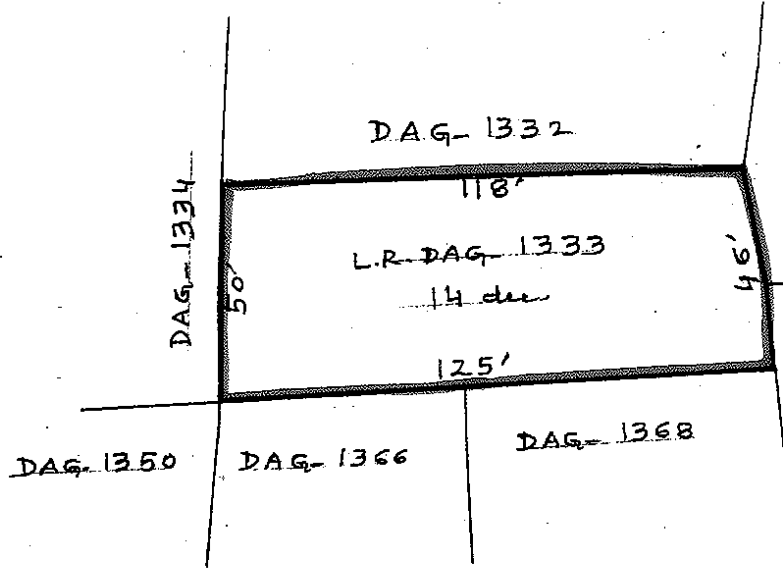 DAG- 1332
118'
DAG-1334
50'
L.R. DAG- 1333
14 dec
46'
125'
DAG- 1350
DAG- 1366
DAG- 1368